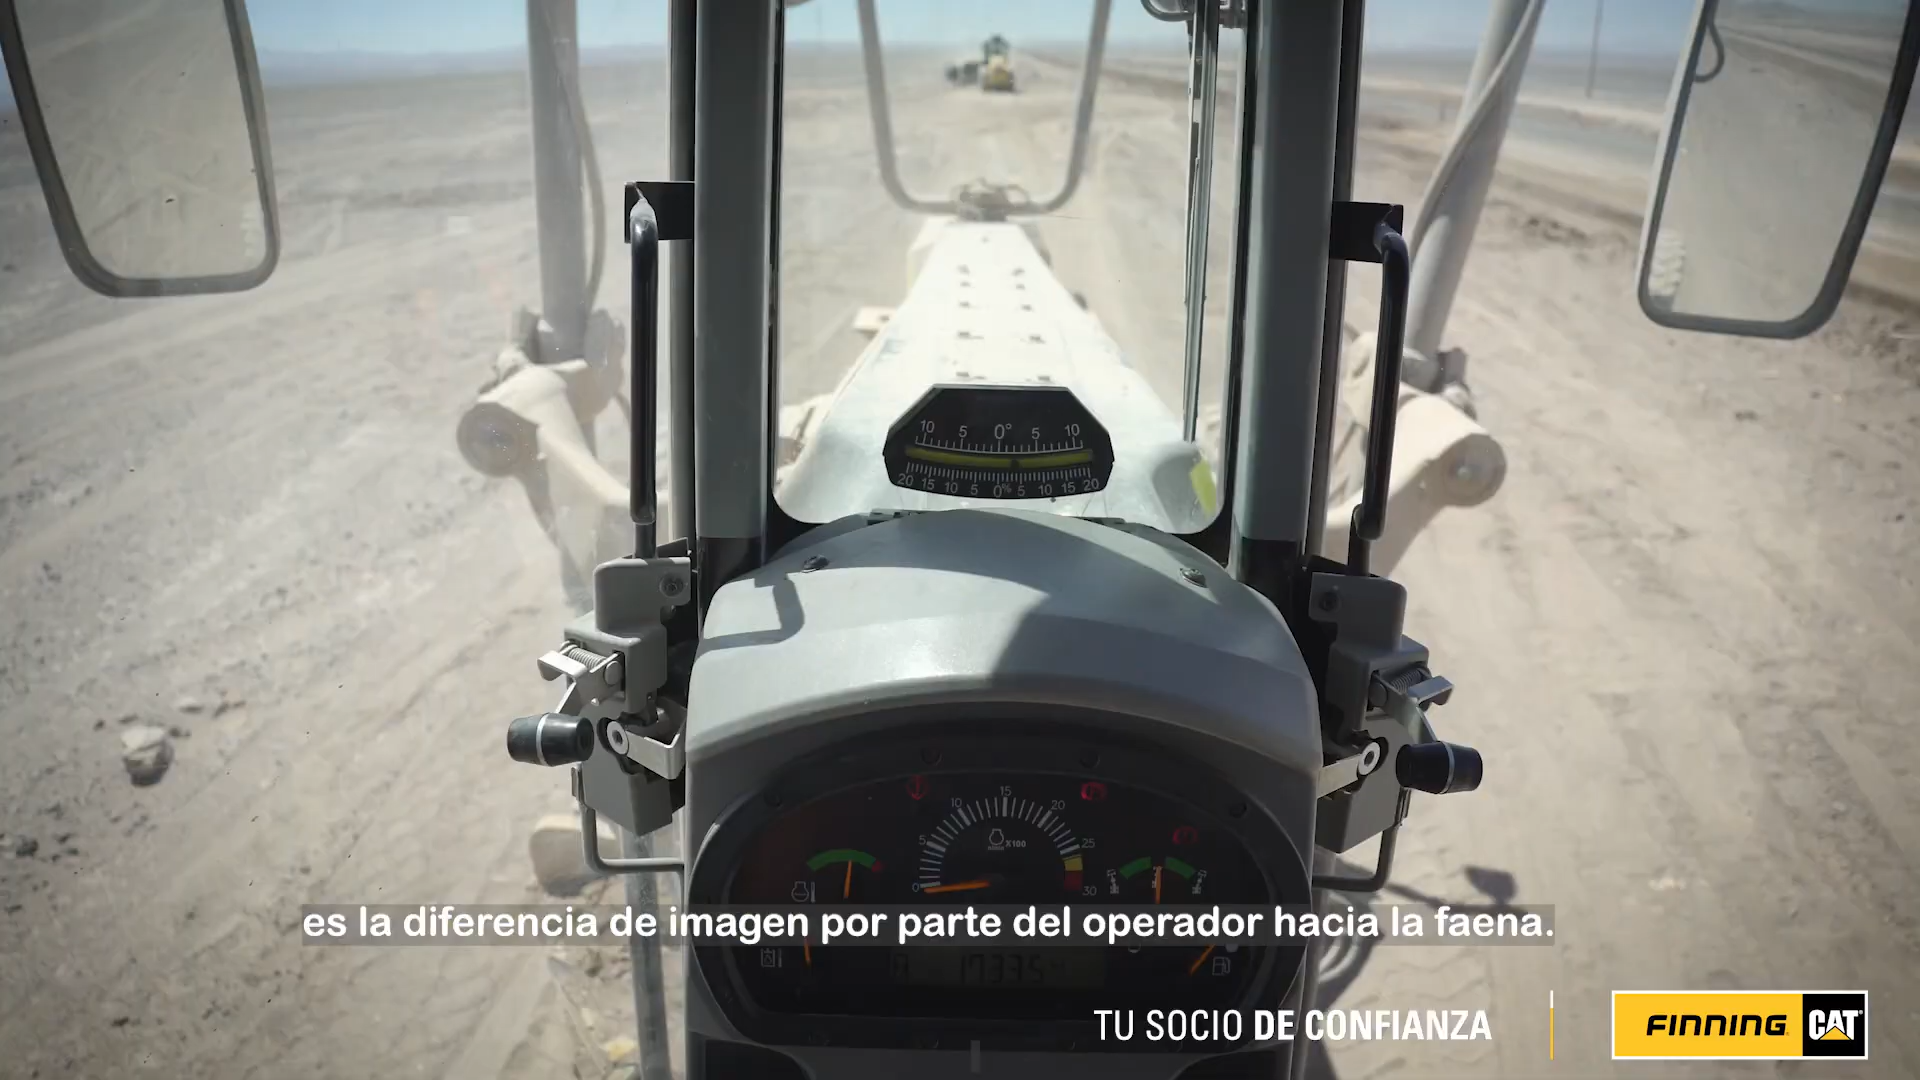 10 5 0° 5 10
20 15 10 5 0% 5 10 15 20
0 5 10 15 20 25 30
X100
es la diferencia de imagen por parte del operador hacia la faena.
TU SOCIO DE CONFIANZA
FINNING CAT